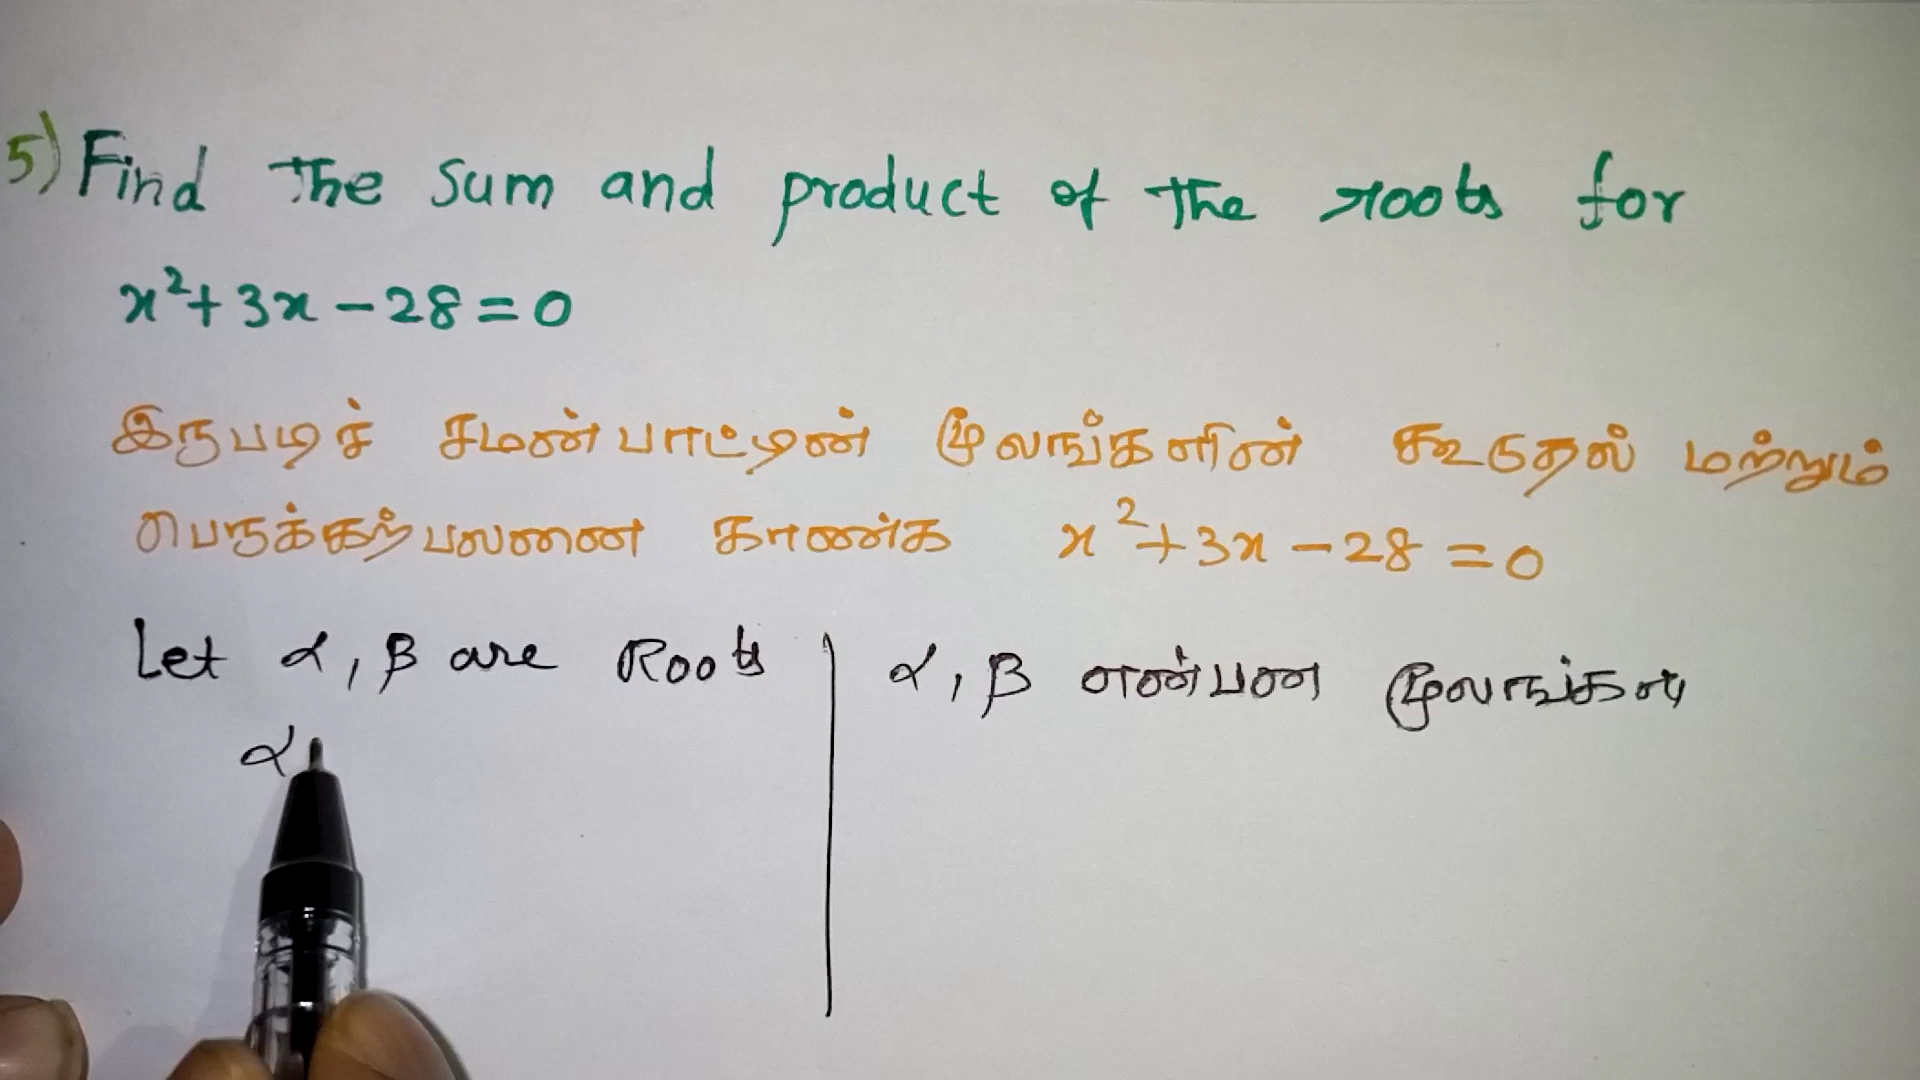 5) Find The Sum and product of The roots for
x²+3x-28=0
இருபடிச் சமன்பாட்டின் மூலங்களின் கூடுதல் மற்றும்
பெருக்கற்பலனை காண்க x²+3x-28=0
Let α, β are Roots
α, β என்பன மூலங்கள்
α